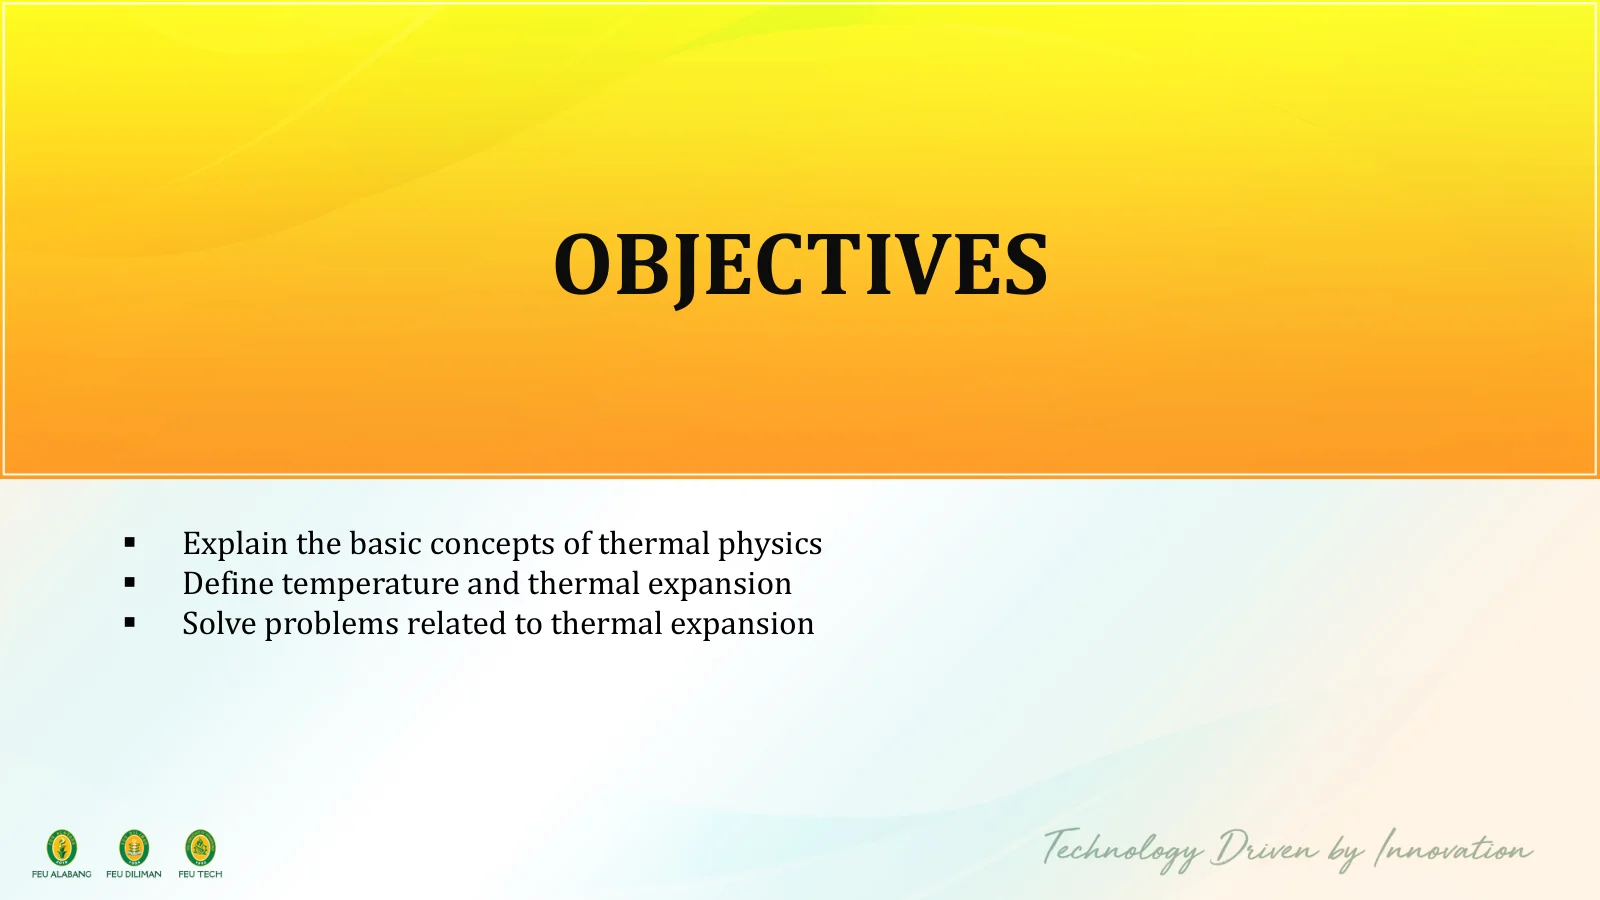 OBJECTIVES
▪ Explain the basic concepts of thermal physics
▪ Define temperature and thermal expansion
▪ Solve problems related to thermal expansion
FEU ALABANG FEU DILIMAN FEU TECH
Technology Driven by Innovation